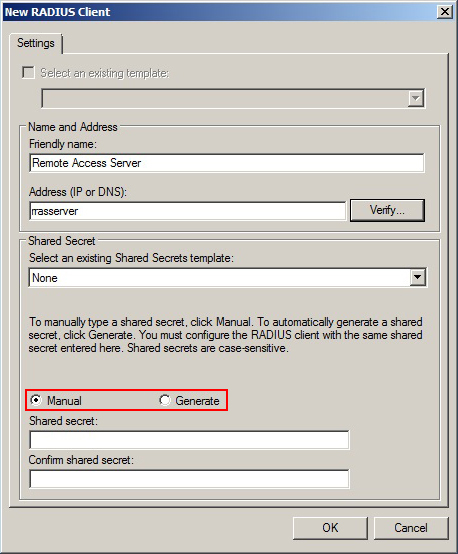 New RADIUS Client
Settings
Select an existing template:
Name and Address
Friendly name:
Remote Access Server
Address (IP or DNS):
rrasserver
Verify...
Shared Secret
Select an existing Shared Secrets template:
None
To manually type a shared secret, click Manual. To automatically generate a shared
secret, click Generate. You must configure the RADIUS client with the same shared
secret entered here. Shared secrets are case-sensitive.
Manual Generate
Shared secret:
Confirm shared secret:
OK Cancel